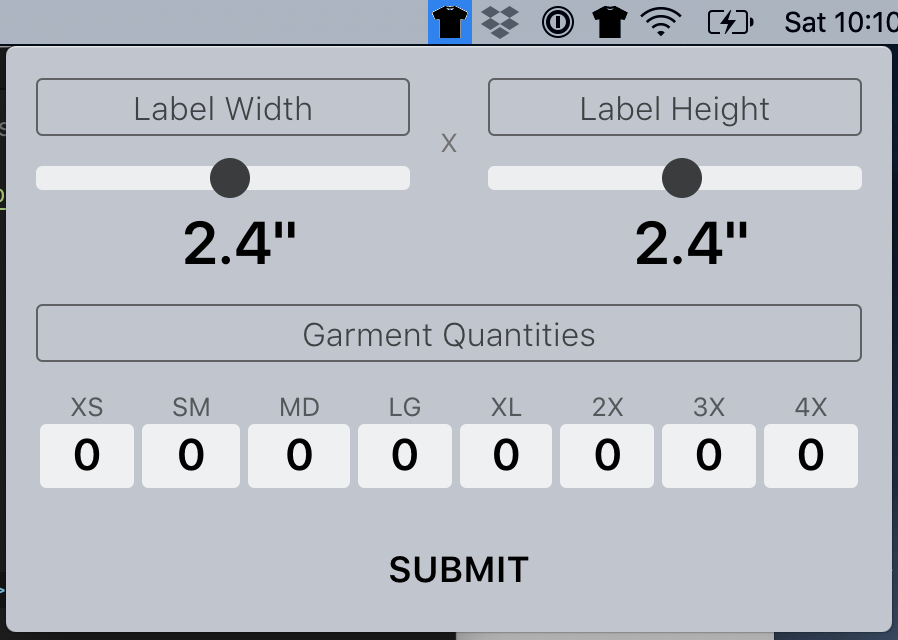 Sat 10:10
Label Width
X
Label Height
2.4"
2.4"
Garment Quantities
XS SM MD LG XL 2X 3X 4X
0 0 0 0 0 0 0 0
SUBMIT